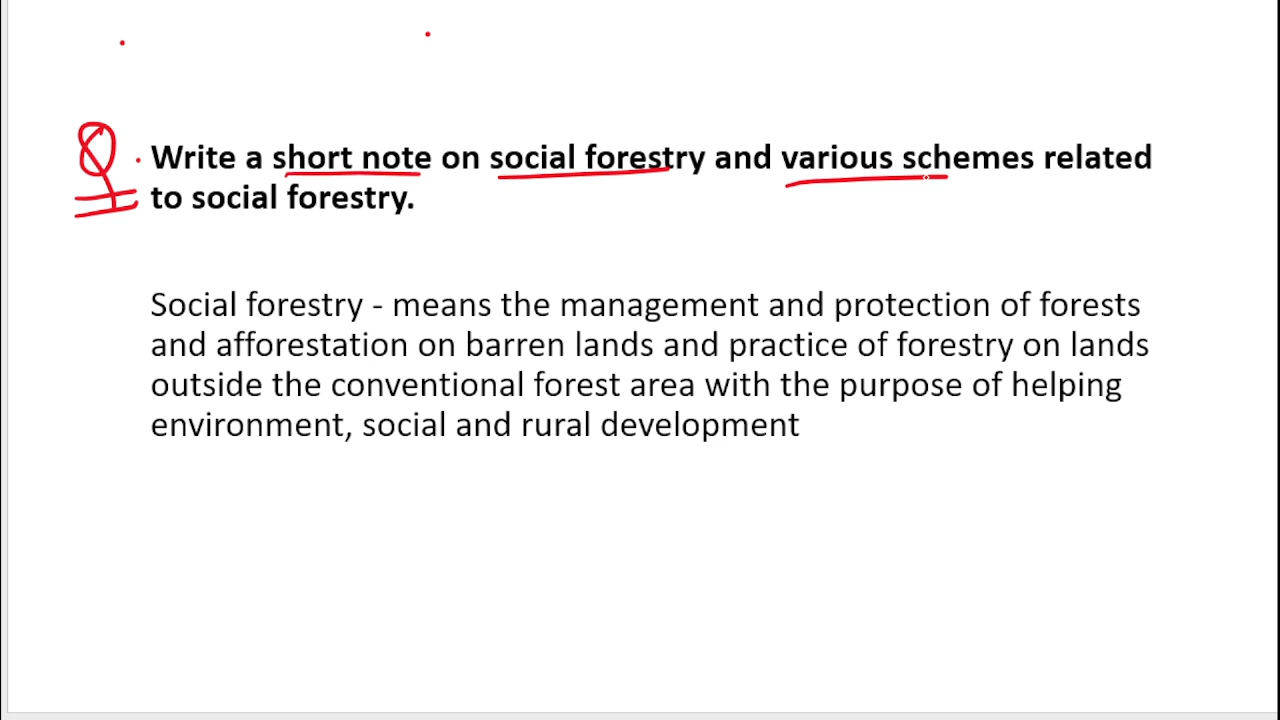 Q. Write a short note on social forestry and various schemes related
to social forestry.
Social forestry - means the management and protection of forests
and afforestation on barren lands and practice of forestry on lands
outside the conventional forest area with the purpose of helping
environment, social and rural development